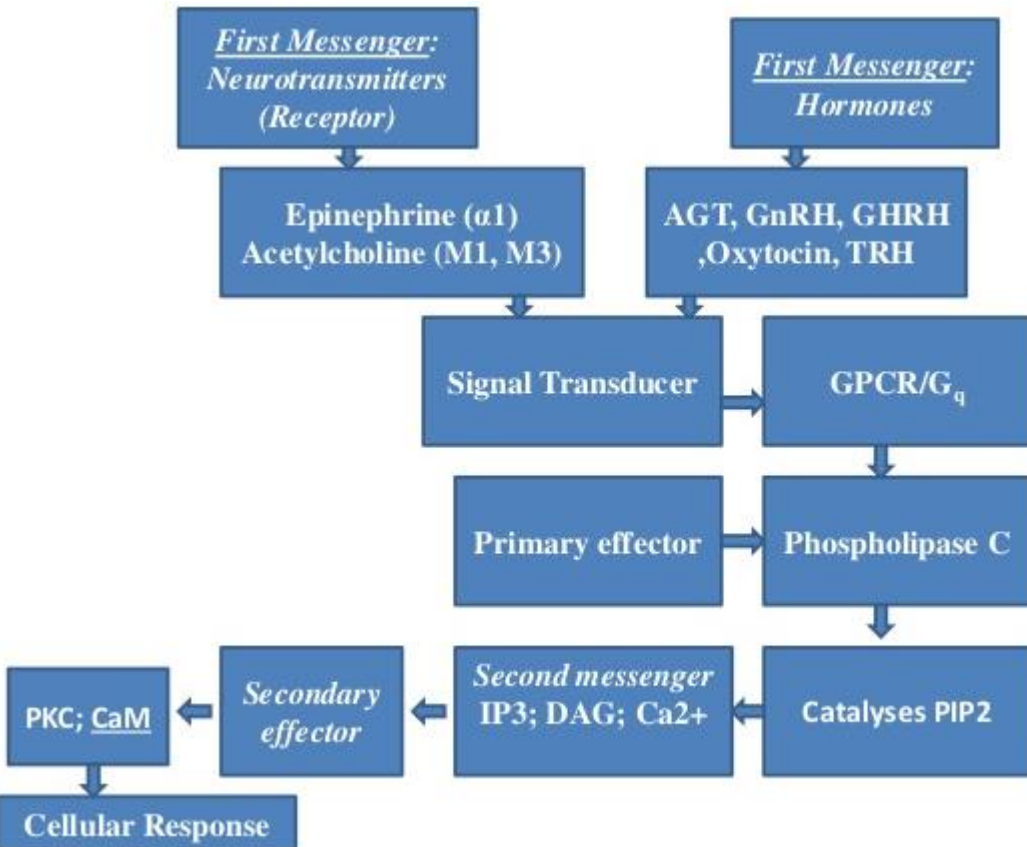 First Messenger:
Neurotransmitters
(Receptor)
First Messenger:
Hormones
Epinephrine (α1)
Acetylcholine (M1, M3)
AGT, GnRH, GHRH
,Oxytocin, TRH
Signal Transducer
GPCR/Gq
Primary effector
Phospholipase C
PKC; CaM
Secondary
effector
Second messenger
IP3; DAG; Ca2+
Catalyses PIP2
Cellular Response